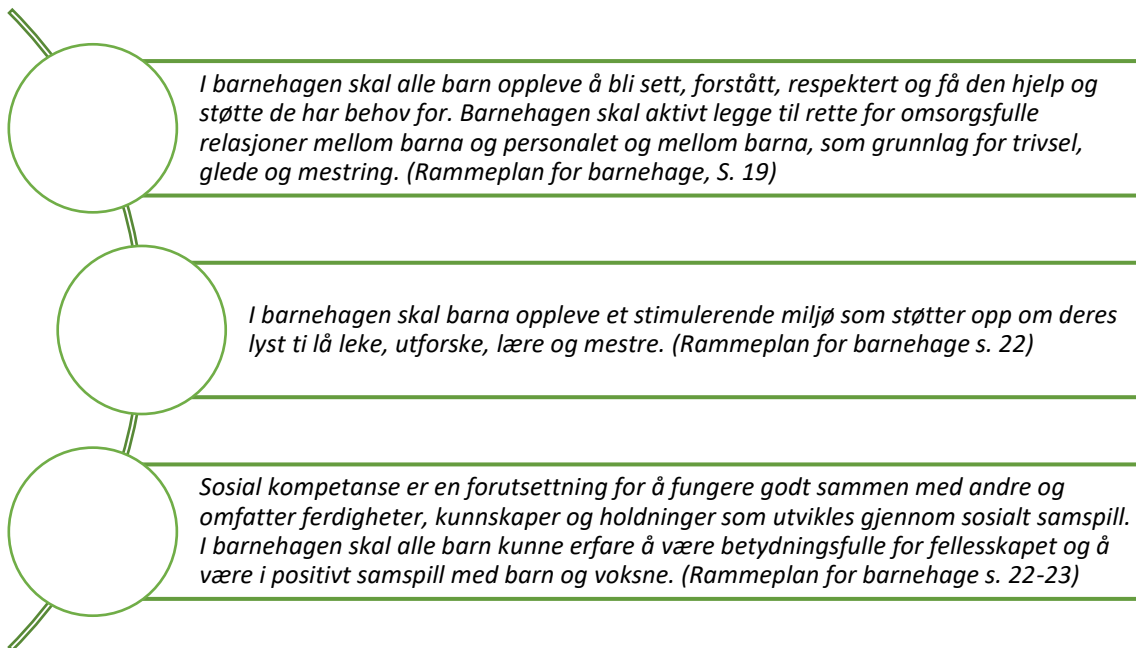 I barnehagen skal alle barn oppleve å bli sett, forstått, respektert og få den hjelp og
støtte de har behov for. Barnehagen skal aktivt legge til rette for omsorgsfulle
relasjoner mellom barna og personalet og mellom barna, som grunnlag for trivsel,
glede og mestring. (Rammeplan for barnehage, S. 19)
I barnehagen skal barna oppleve et stimulerende miljø som støtter opp om deres
lyst ti lå leke, utforske, lære og mestre. (Rammeplan for barnehage s. 22)
Sosial kompetanse er en forutsettning for å fungere godt sammen med andre og
omfatter ferdigheter, kunnskaper og holdninger som utvikles gjennom sosialt samspill.
I barnehagen skal alle barn kunne erfare å være betydningsfulle for fellesskapet og å
være i positivt samspill med barn og voksne. (Rammeplan for barnehage s. 22-23)